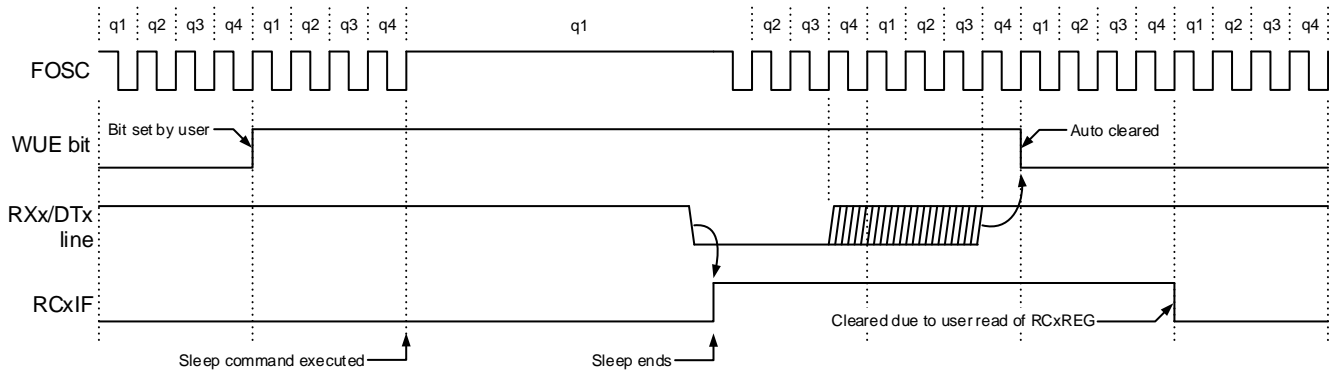 q1 q2 q3 q4 q1 q2 q3 q4 q1 q2 q3 q4 q1 q2 q3 q4 q1 q2 q3 q4 q1 q2 q3 q4
FOSC
Bit set by user
Auto cleared
WUE bit
RXx/DTx
line
RCxIF
Cleared due to user read of RCxREG
Sleep command executed
Sleep ends